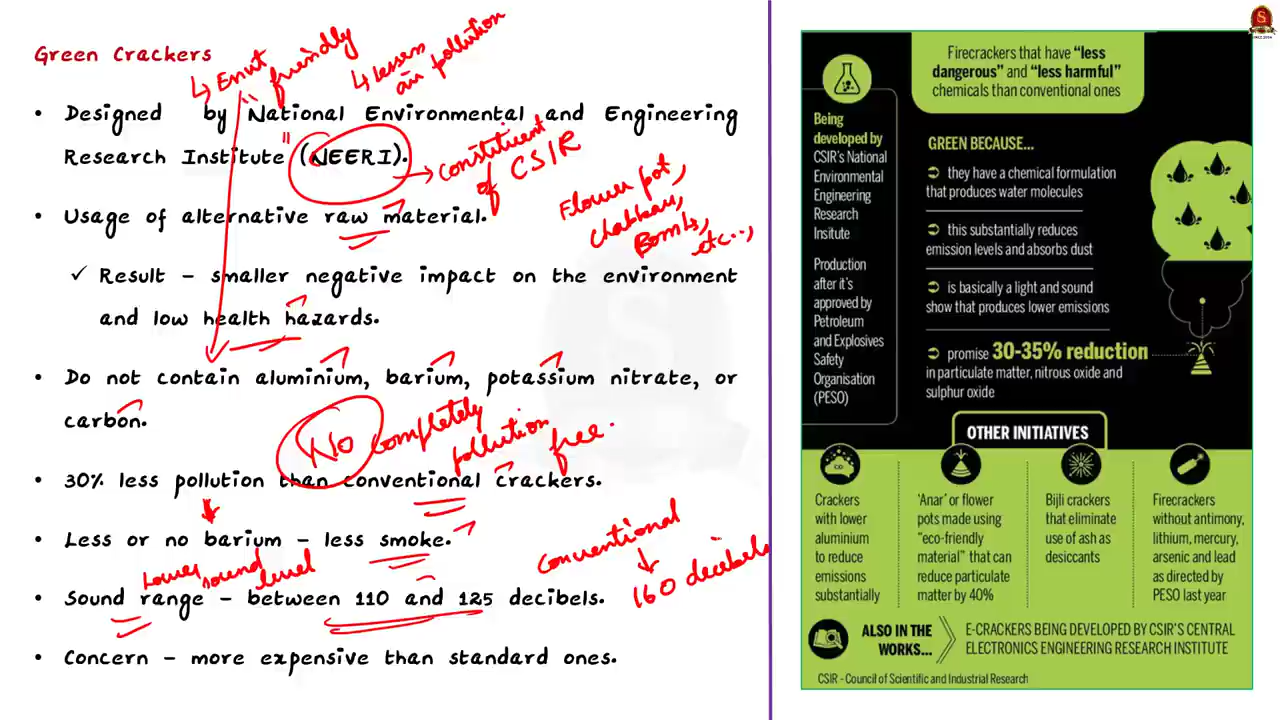 Green Crackers
↳ Envt friendly
↳ lessen air pollution
• Designed by National Environmental and Engineering
Research Institute" (NEERI).
→ constituent of CSIR
• Usage of alternative raw material.
Flower pot,
chakkar,
Bombs,
etc..,
✓ Result – smaller negative impact on the environment
and low health hazards.
• Do not contain aluminium, barium, potassium nitrate, or
carbon.
No completely pollution free.
• 30% less pollution than conventional crackers.
• Less or no barium – less smoke.
Lower sound level
Conventional
160 decibels
• Sound range – between 110 and 125 decibels.
• Concern – more expensive than standard ones.
Firecrackers that have "less
dangerous" and "less harmful"
chemicals than conventional ones
Being
developed by
CSIR's National
Environmental
Engineering
Research
Insitute
Production
after it's
approved by
Petroleum
and Explosives
Safety
Organisation
(PESO)
GREEN BECAUSE...
they have a chemical formulation
that produces water molecules
this substantially reduces
emission levels and absorbs dust
is basically a light and sound
show that produces lower emissions
promise 30-35% reduction
in particulate matter, nitrous oxide and
sulphur oxide
OTHER INITIATIVES
Crackers
with lower
aluminium
to reduce
emissions
substantially
'Anar' or flower
pots made using
"eco-friendly
material" that can
reduce particulate
matter by 40%
Bijli crackers
that eliminate
use of ash as
desiccants
Firecrackers
without antimony,
lithium, mercury,
arsenic and lead
as directed by
PESO last year
ALSO IN THE
WORKS...
E-CRACKERS BEING DEVELOPED BY CSIR'S CENTRAL
ELECTRONICS ENGINEERING RESEARCH INSTITUTE
CSIR - Council of Scientific and Industrial Research